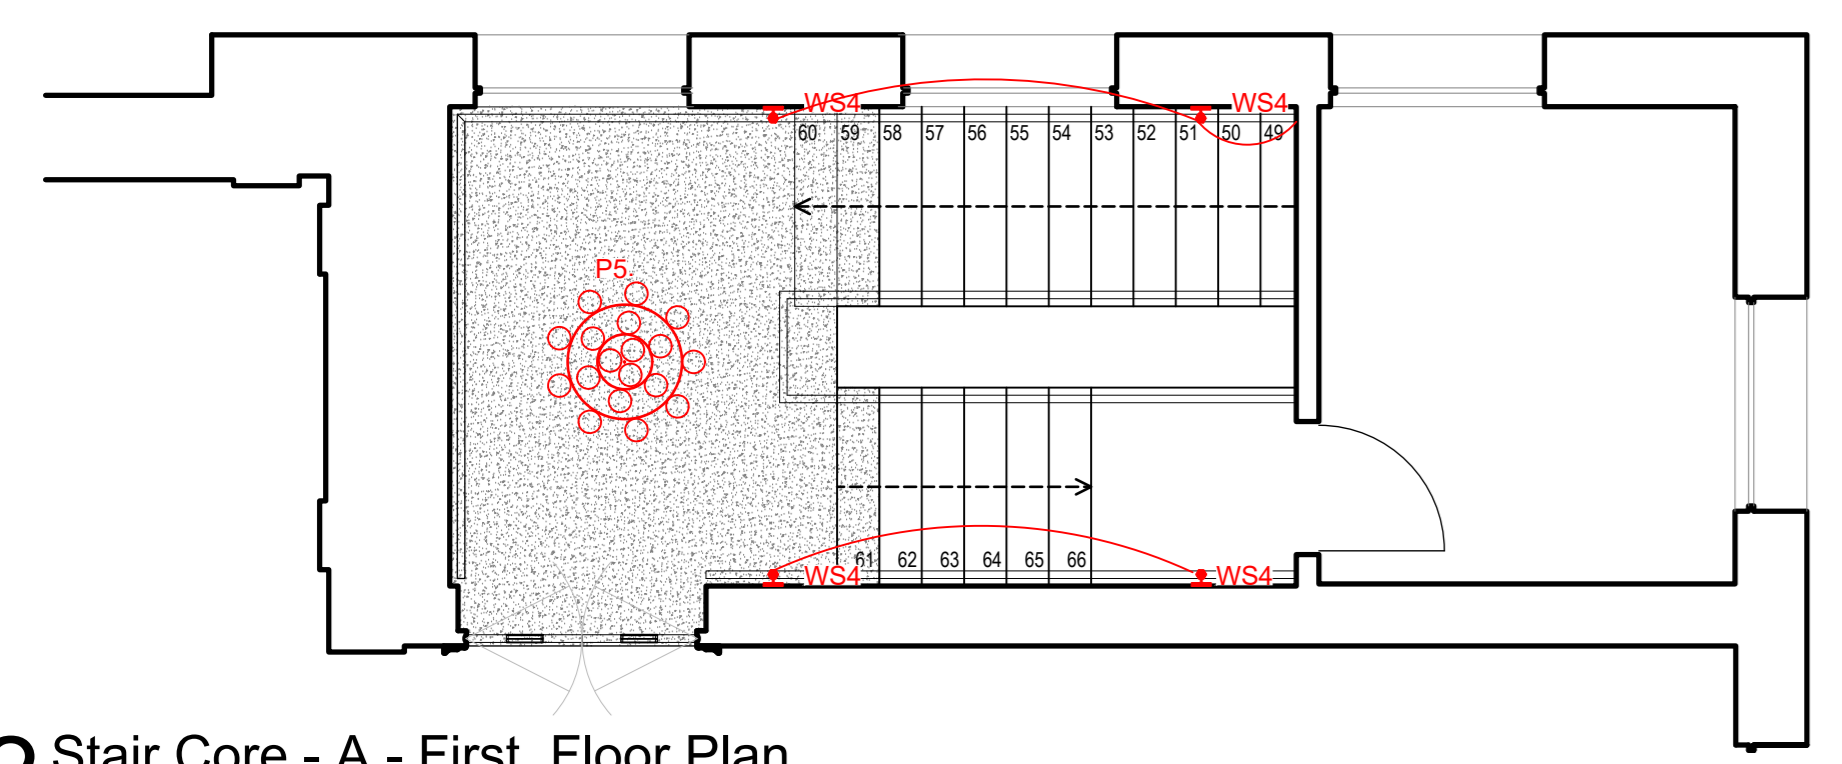 WS4 WS4
60 59 58 57 56 55 54 53 52 51 50 49
P5.
61 62 63 64 65 66
WS4 WS4
Stair Core - A - First Floor Plan